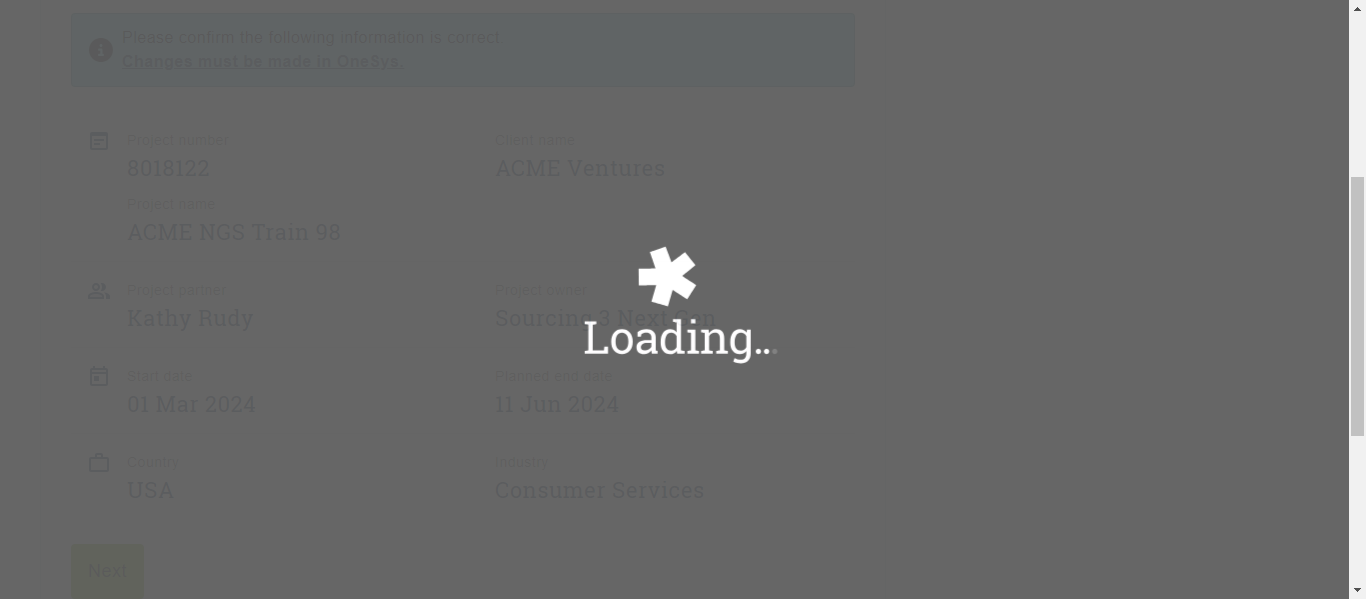 Please confirm the following information is correct.
Changes must be made in OneSys.
Project number
Client name
8018122
ACME Ventures
Project name
ACME NGS Train 98
Project partner
Project owner
Kathy Rudy
Sourcing 3 Next Gen
Loading...
Start date
Planned end date
01 Mar 2024
11 Jun 2024
Country
Industry
USA
Consumer Services
Next